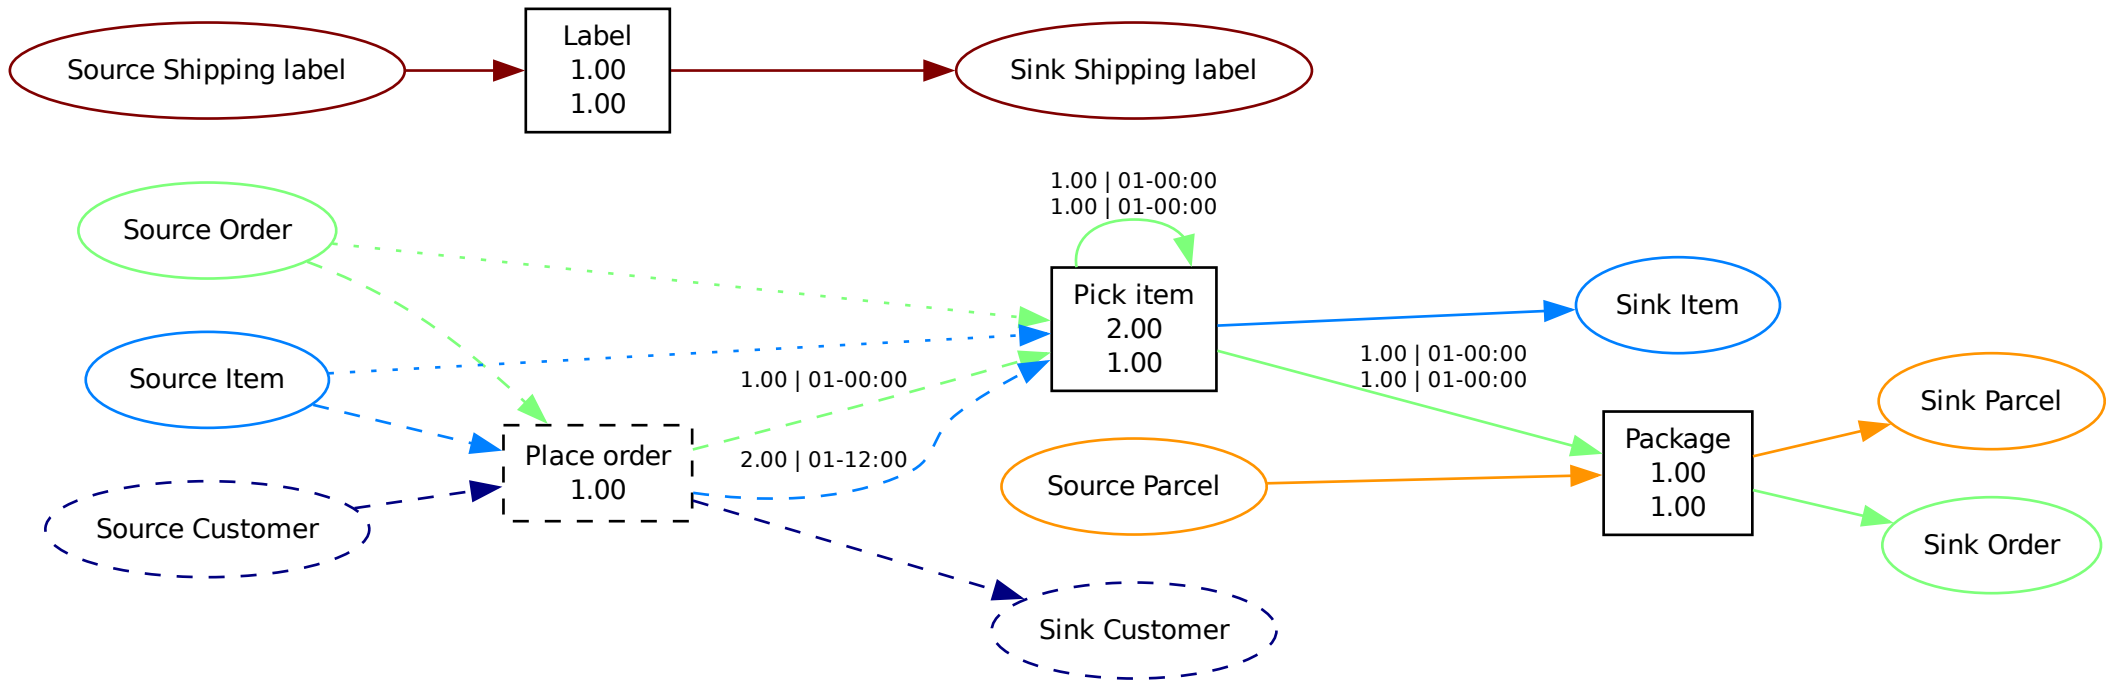 Label
1.00
1.00
Source Shipping label
Sink Shipping label
1.00 | 01-00:00
1.00 | 01-00:00
Source Order
Pick item
2.00
1.00
Sink Item
1.00 | 01-00:00
1.00 | 01-00:00
Source Item
1.00 | 01-00:00
Sink Parcel
Place order
1.00
2.00 | 01-12:00
Source Parcel
Package
1.00
1.00
Source Customer
Sink Order
Sink Customer